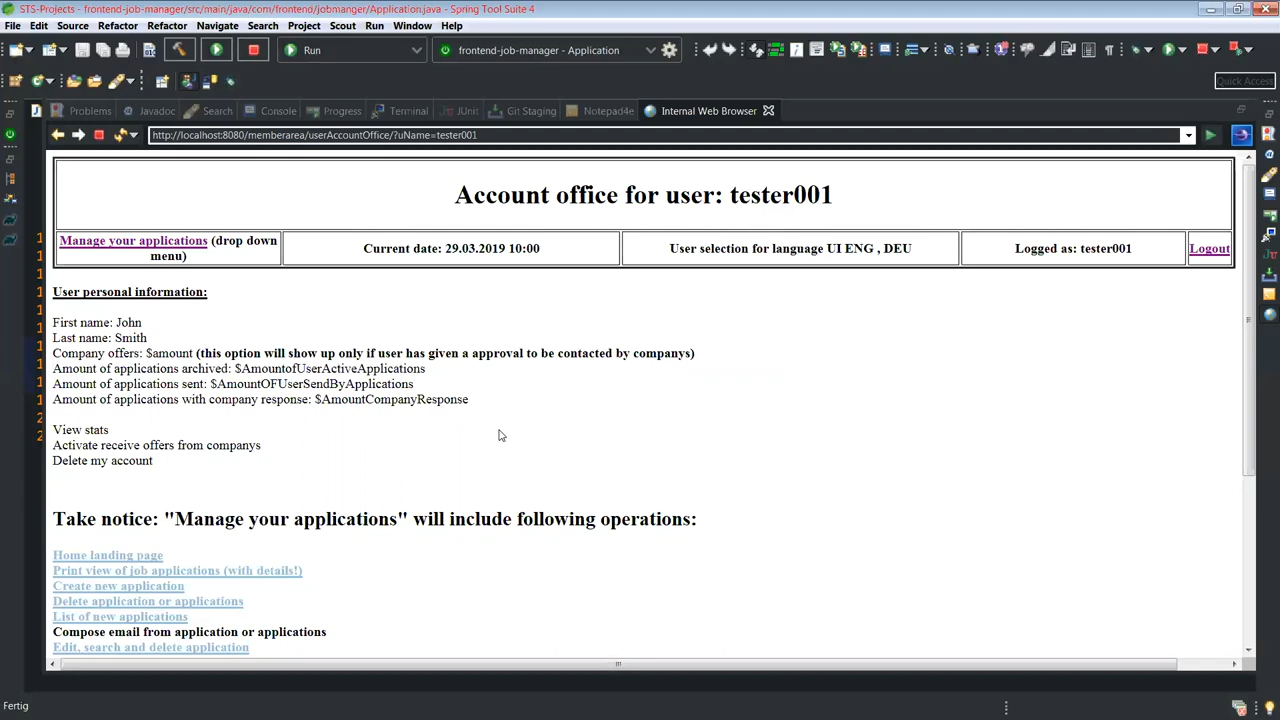 STS-Projects - frontend-job-manager/src/main/java/com/frontend/jobmanger/Application.java - Spring Tool Suite 4
File Edit Source Refactor Refactor Navigate Search Project Scout Run Window Help
Run
frontend-job-manager - Application
Quick Access
Problems Javadoc Search Console Progress Terminal JUnit Git Staging Notepad4e Internal Web Browser
http://localhost:8080/memberarea/userAccountOffice/?uName=tester001
Account office for user: tester001
Manage your applications (drop down
menu)
Current date: 29.03.2019 10:00
User selection for language UI ENG , DEU
Logged as: tester001
Logout
User personal information:
First name: John
Last name: Smith
Company offers: $amount (this option will show up only if user has given a approval to be contacted by companys)
Amount of applications archived: $AmountofUserActiveApplications
Amount of applications sent: $AmountOFUserSendByApplications
Amount of applications with company response: $AmountCompanyResponse
View stats
Activate receive offers from companys
Delete my account
Take notice: "Manage your applications" will include following operations:
Home landing page
Print view of job applications (with details!)
Create new application
Delete application or applications
List of new applications
Compose email from application or applications
Edit, search and delete application
Fertig